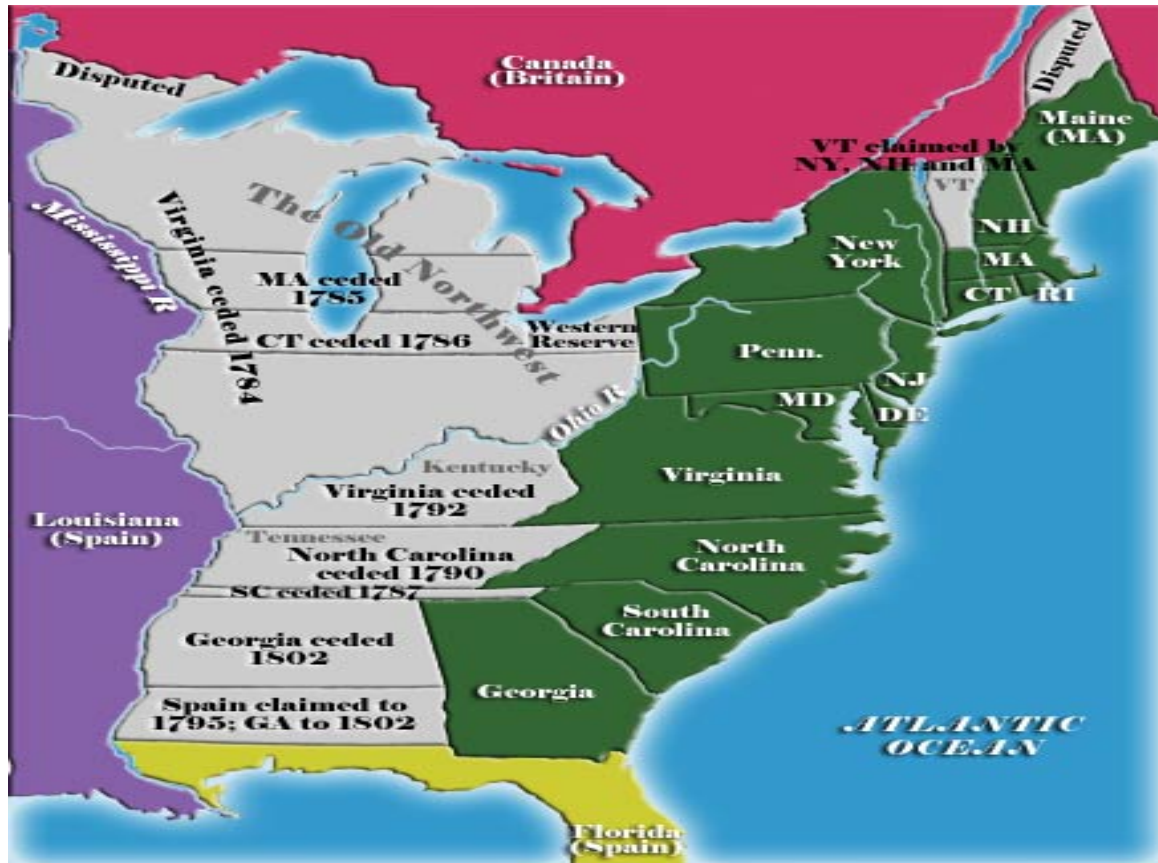 Canada
(Britain)
Disputed
Disputed
Maine
(MA)
VT claimed by
NY, NH and MA
VT
The Old Northwest
Mississippi R
Virginia ceded 1784
NH
New
York
MA
MA ceded
1785
CT
RI
Western
Reserve
CT ceded 1786
Penn.
NJ
MD
DE
Ohio R
Kentucky
Virginia ceded
1792
Virginia
Louisiana
(Spain)
Tennessee
North Carolina
ceded 1790
North
Carolina
SC ceded 1787
South
Carolina
Georgia ceded
1802
Georgia
Spain claimed to
1795; GA to 1802
ATLANTIC
OCEAN
Florida
(Spain)